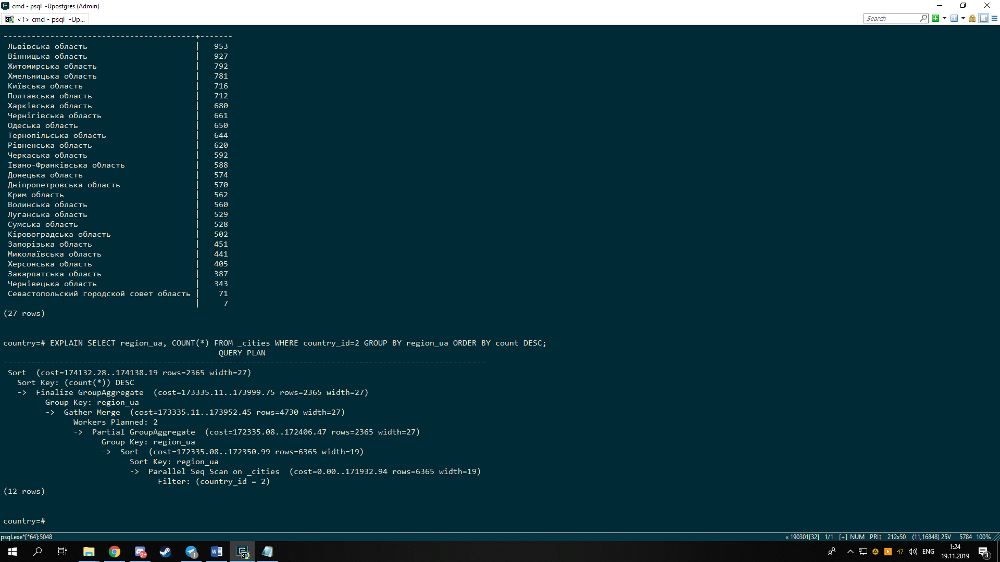 cmd - psql -Upostgres (Admin)
<1> cmd - psql -Up...
Search
-----------------------------------------+-------
Львівська область | 953
Вінницька область | 927
Житомирська область | 792
Хмельницька область | 781
Київська область | 716
Полтавська область | 712
Харківська область | 680
Чернігівська область | 661
Одеська область | 650
Тернопільська область | 644
Рівненська область | 620
Черкаська область | 592
Івано-Франківська область | 588
Донецька область | 574
Дніпропетровська область | 570
Крим область | 562
Волинська область | 560
Луганська область | 529
Сумська область | 528
Кіровоградська область | 502
Запорізька область | 451
Миколаївська область | 441
Херсонська область | 405
Закарпатська область | 387
Чернівецька область | 343
Севастопольский городской совет область | 71
| 7
(27 rows)
country=# EXPLAIN SELECT region_ua, COUNT(*) FROM _cities WHERE country_id=2 GROUP BY region_ua ORDER BY count DESC;
QUERY PLAN
-------------------------------------------------------------------------------------------------------
Sort (cost=174132.28..174138.19 rows=2365 width=27)
Sort Key: (count(*)) DESC
-> Finalize GroupAggregate (cost=173335.11..173999.75 rows=2365 width=27)
Group Key: region_ua
-> Gather Merge (cost=173335.11..173952.45 rows=4730 width=27)
Workers Planned: 2
-> Partial GroupAggregate (cost=172335.08..172406.47 rows=2365 width=27)
Group Key: region_ua
-> Sort (cost=172335.08..172350.99 rows=6365 width=19)
Sort Key: region_ua
-> Parallel Seq Scan on _cities (cost=0.00..171932.94 rows=6365 width=19)
Filter: (country_id = 2)
(12 rows)
country=#
psql.exe*[*64]:5048 « 190301[32] 1/1 [+] NUM PRI↕ 212x50 (11,16848) 25V 5784 100%
9+ 1 47 ENG 1:24
19.11.2019 3